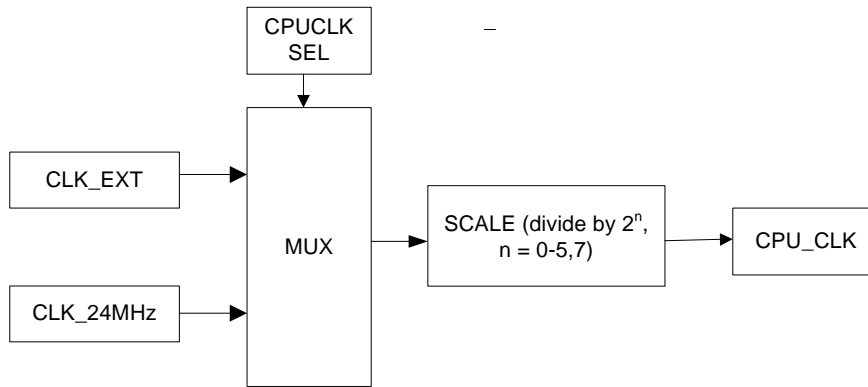 CPUCLK
SEL
–
CLK_EXT
MUX
SCALE (divide by 2ⁿ,
n = 0-5,7)
CPU_CLK
CLK_24MHz